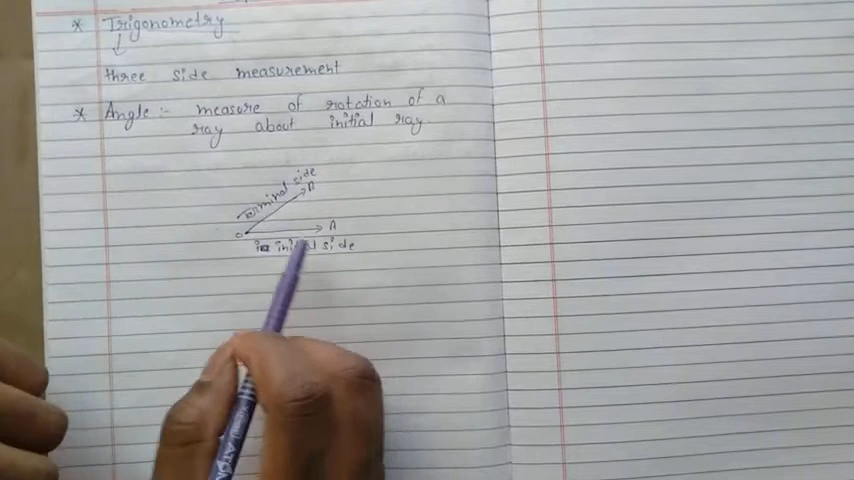 * Trigonometry
three side measurement
* Angle :- measure of rotation of a
ray about initial ray
Terminal side
B
A
O
initial side